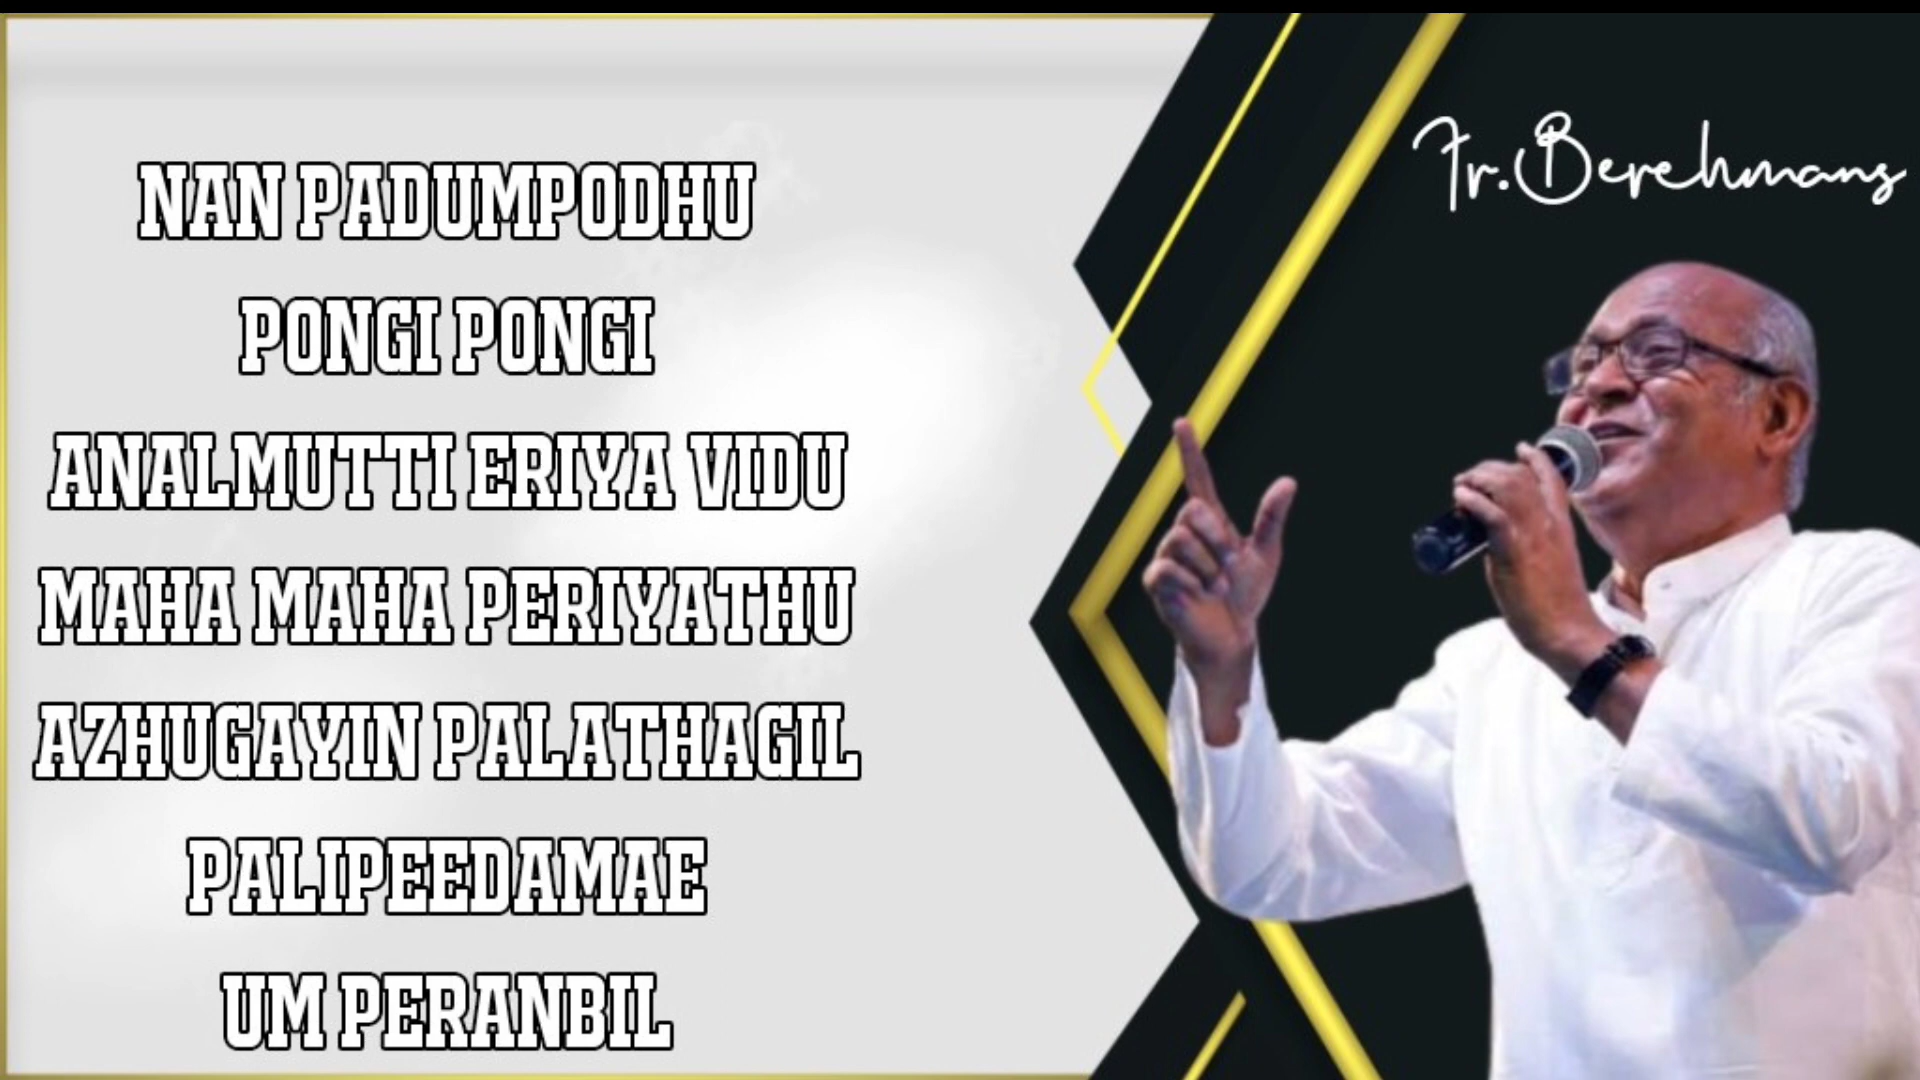 NAN PADUMPODHU
PONGI PONGI
ANALMUTTI ERIYA VIDU
MAHA MAHA PERIYATHU
AZHUGAYIN PALATHAGIL
PALIPEEDAMAE
UM PERANBIL
Fr.Berchmans